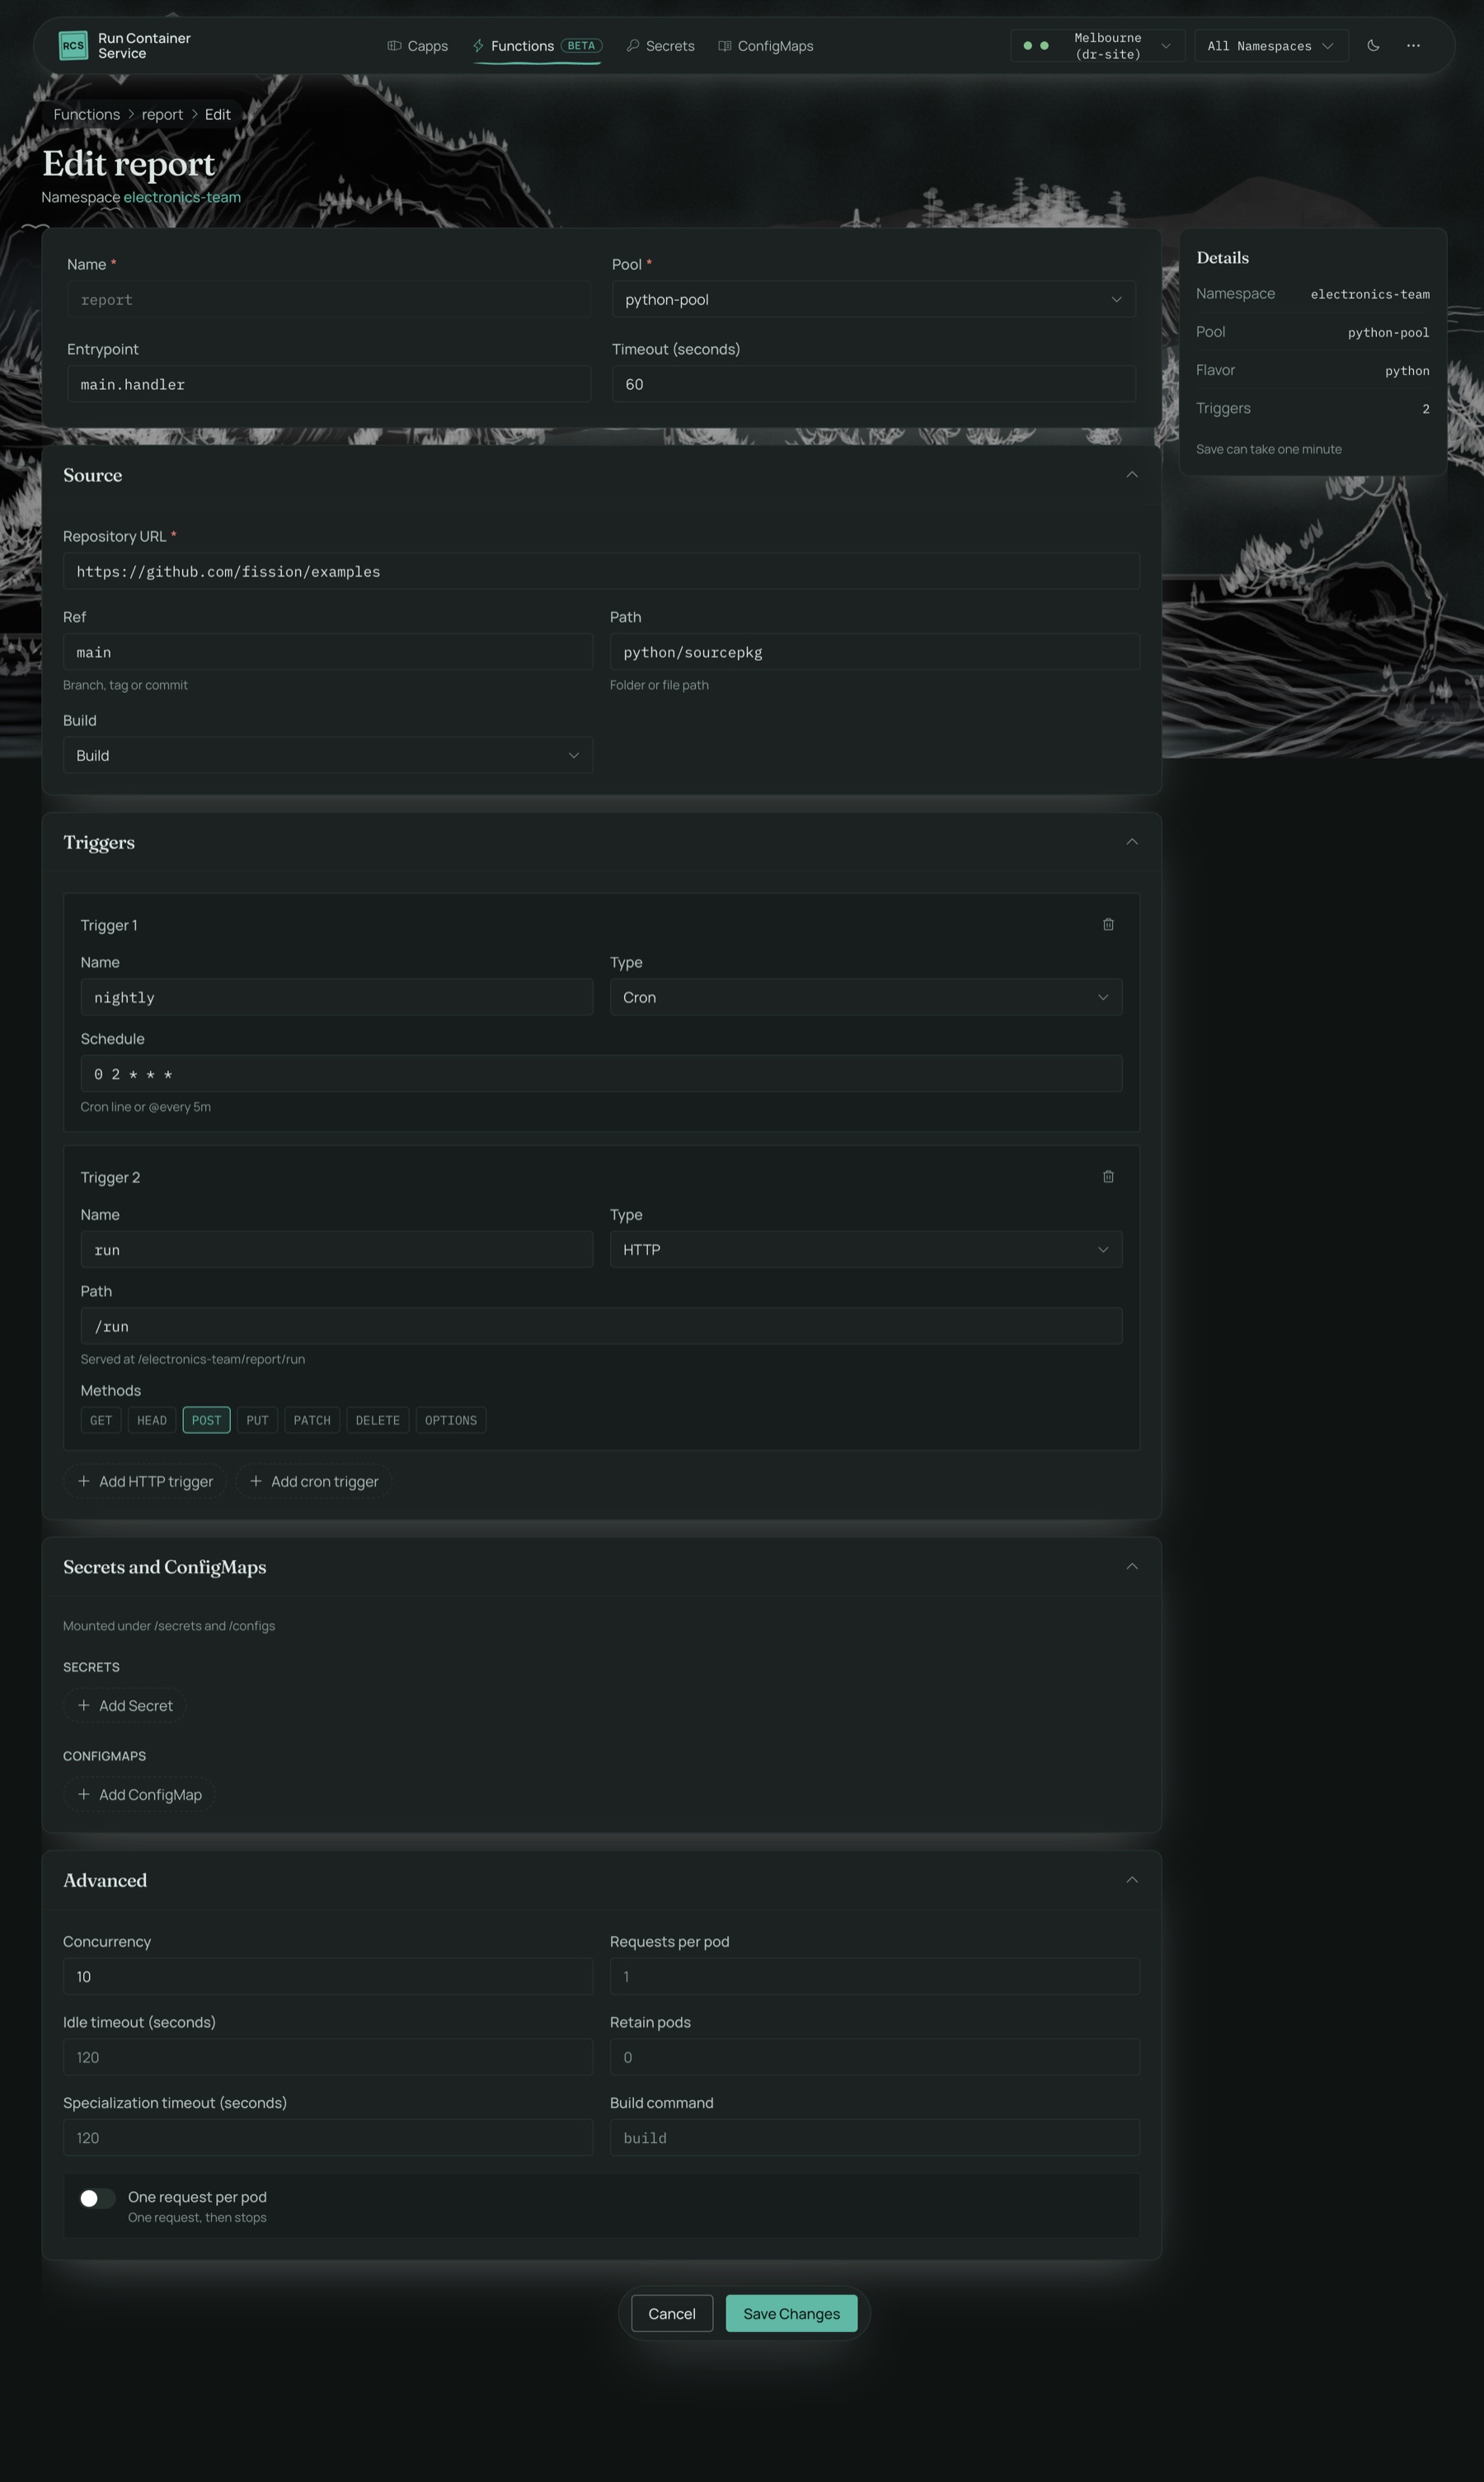 RCS
Run Container
Service
Capps
Functions BETA
Secrets
ConfigMaps
Melbourne
(dr-site)
All Namespaces
Functions > report > Edit
Edit report
Namespace electronics-team
Name *
report
Pool *
python-pool
Entrypoint
main.handler
Timeout (seconds)
60
Details
Namespace electronics-team
Pool python-pool
Flavor python
Triggers 2
Save can take one minute
Source
Repository URL *
https://github.com/fission/examples
Ref
main
Branch, tag or commit
Path
python/sourcepkg
Folder or file path
Build
Build
Triggers
Trigger 1
Name
nightly
Type
Cron
Schedule
0 2 * * *
Cron line or @every 5m
Trigger 2
Name
run
Type
HTTP
Path
/run
Served at /electronics-team/report/run
Methods
GET HEAD POST PUT PATCH DELETE OPTIONS
+ Add HTTP trigger + Add cron trigger
Secrets and ConfigMaps
Mounted under /secrets and /configs
SECRETS
+ Add Secret
CONFIGMAPS
+ Add ConfigMap
Advanced
Concurrency
10
Requests per pod
1
Idle timeout (seconds)
120
Retain pods
0
Specialization timeout (seconds)
120
Build command
build
One request per pod
One request, then stops
Cancel
Save Changes